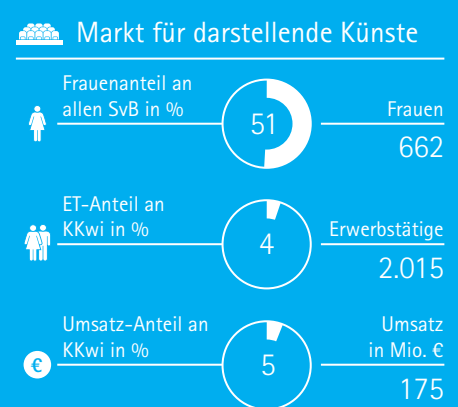 Markt für darstellende Künste
Frauenanteil an
allen SvB in %
51
Frauen
662
ET-Anteil an
KKwi in %
4
Erwerbstätige
2.015
Umsatz-Anteil an
KKwi in %
€
5
Umsatz
in Mio. €
175